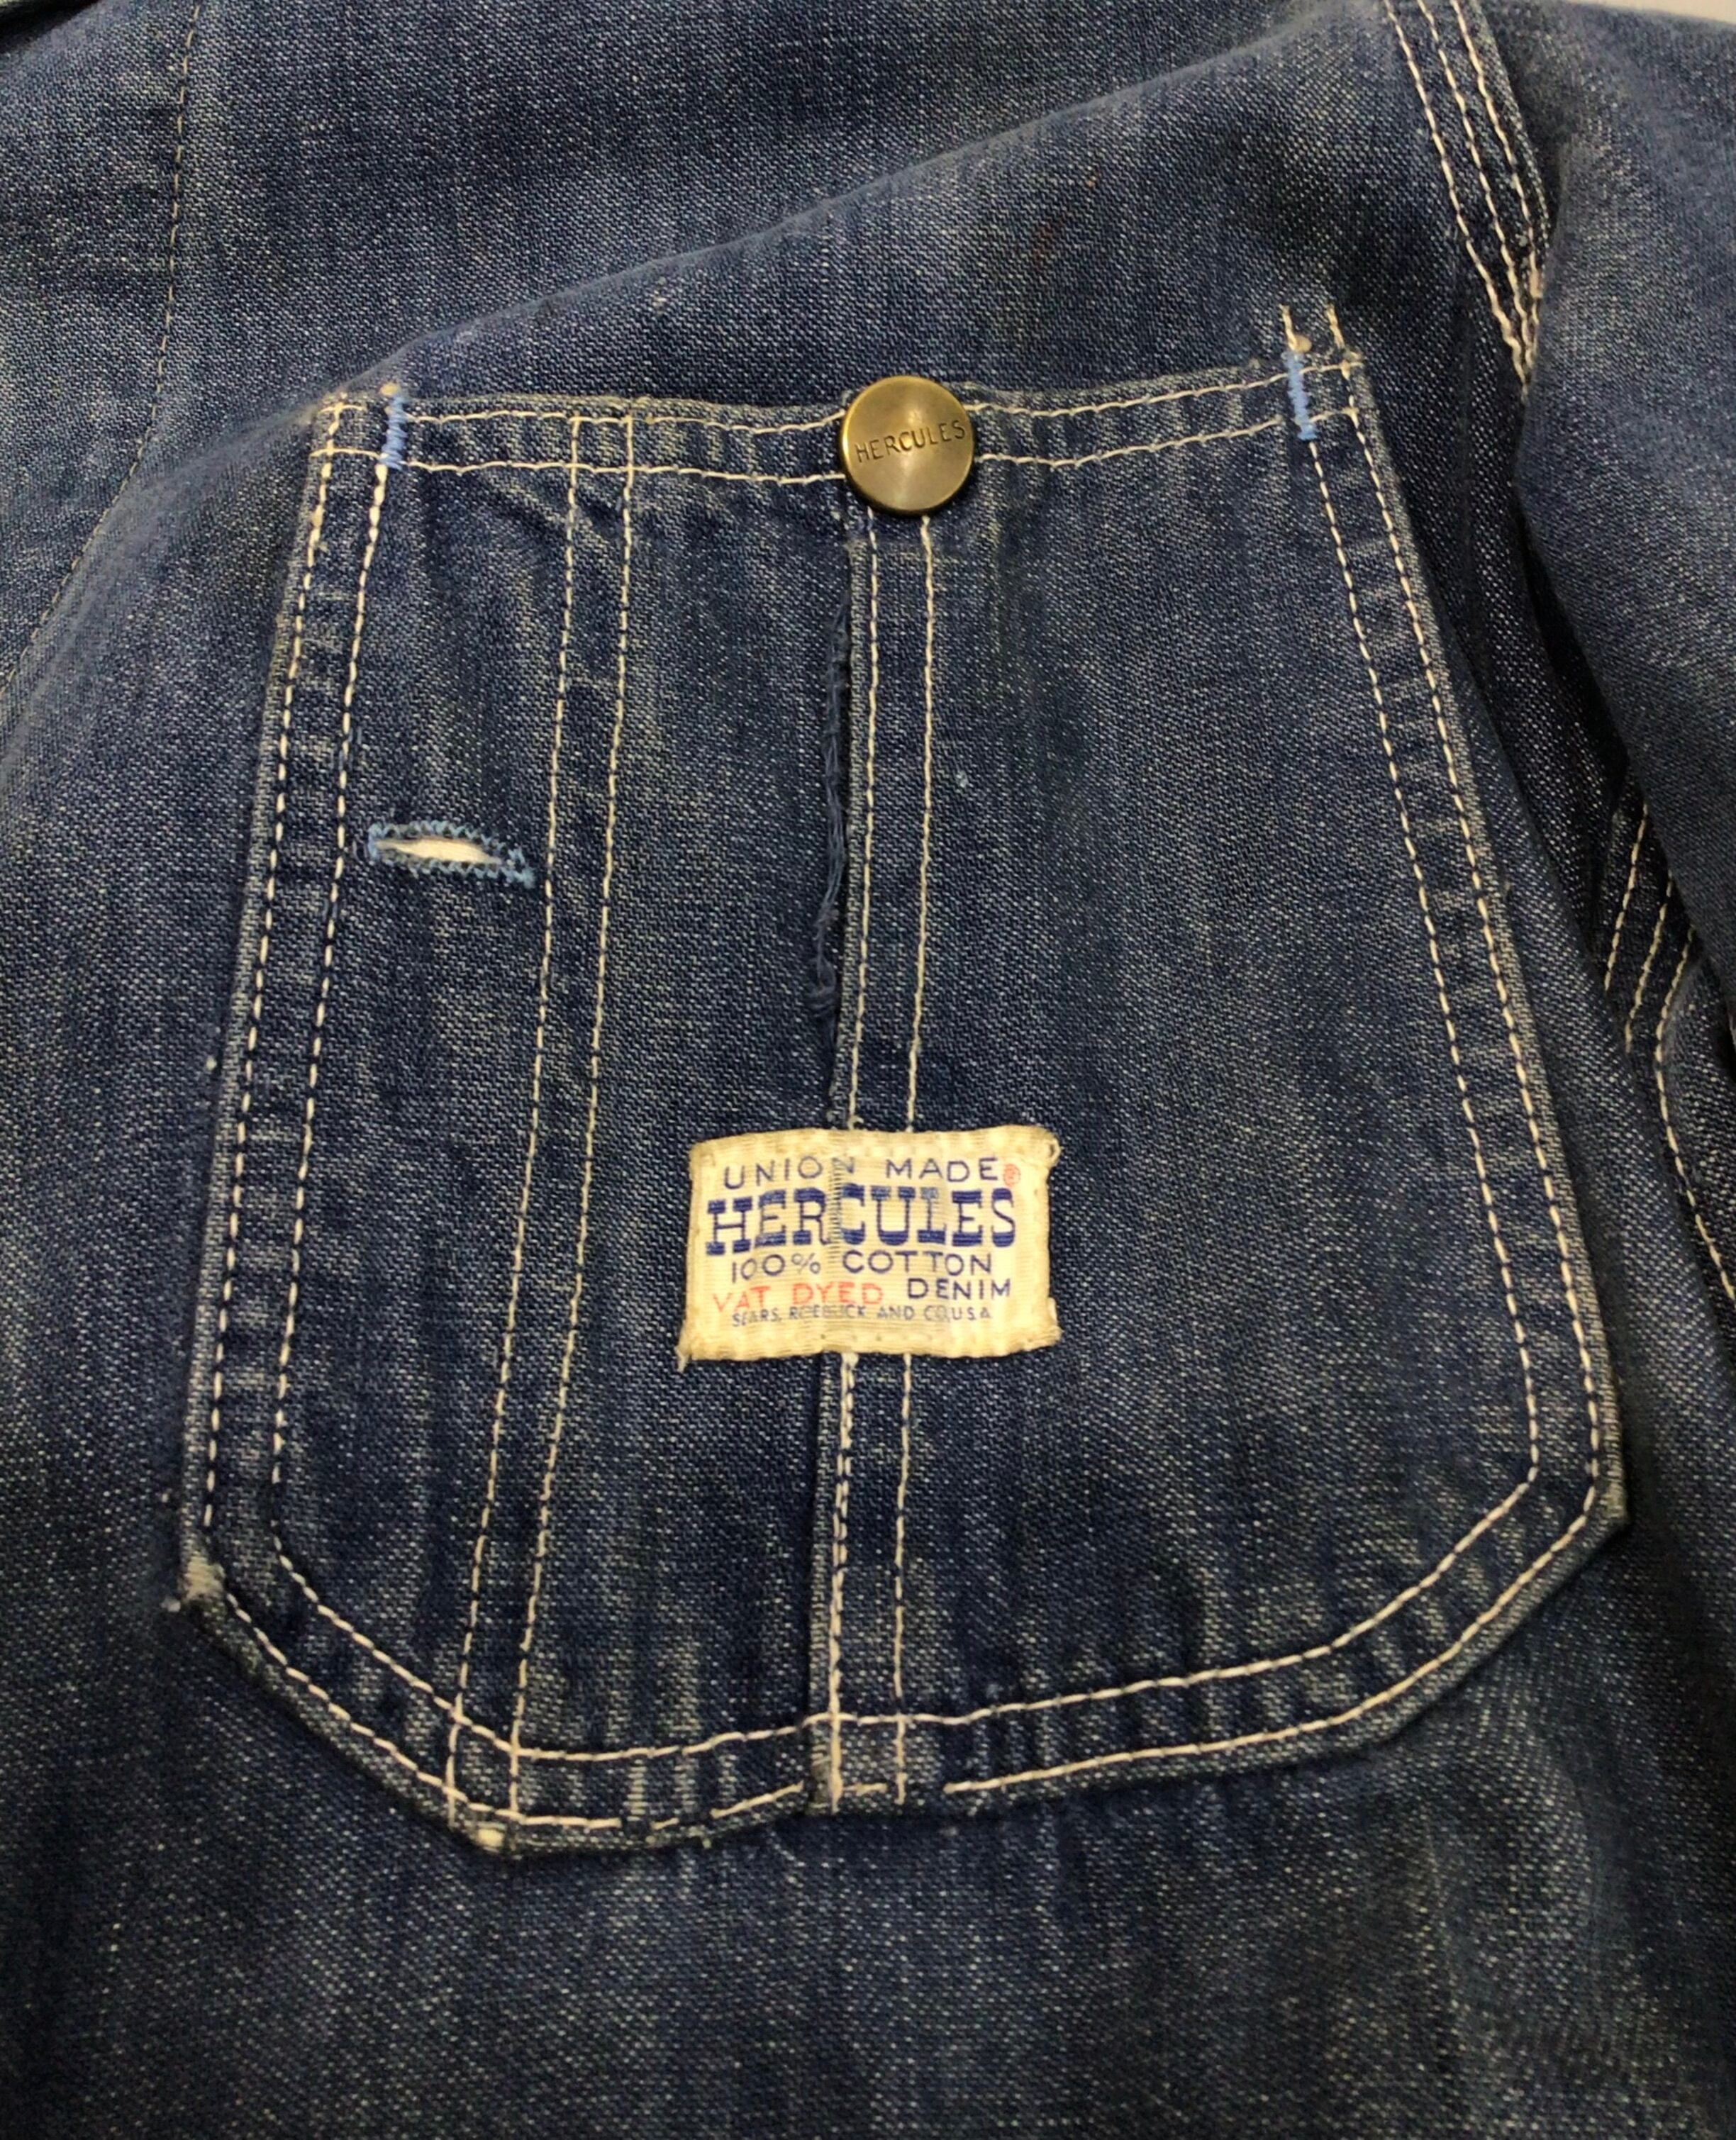 HERCULES
UNION MADE®
HERCULES
100% COTTON
VAT DYED DENIM
SEARS, ROEBUCK AND CO. U.S.A.